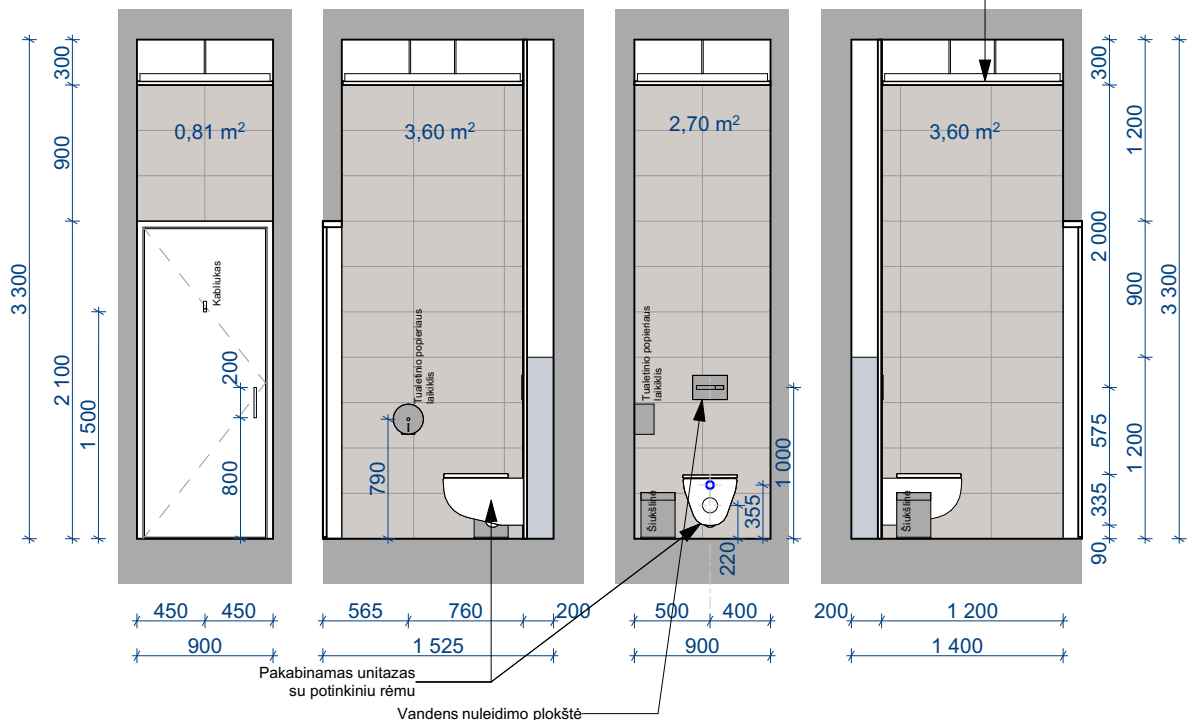 3 300
300
900
2 100
1 500
0,81 m²
Kabliukas
200
800
450
450
900
3,60 m²
Tualetinio popieriaus
laikiklis
790
565
760
200
1 525
2,70 m²
Tualetinio popieriaus
laikiklis
Šiukšlinė
1 000
355
220
500
400
900
3,60 m²
Šiukšlinė
300
2 000
575
335
90
1 200
900
1 200
3 300
200
1 200
1 400
Pakabinamas unitazas
su potinkiniu rėmu
Vandens nuleidimo plokštė